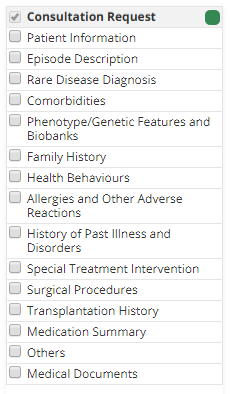 Consultation Request
Patient Information
Episode Description
Rare Disease Diagnosis
Comorbidities
Phenotype/Genetic Features and
Biobanks
Family History
Health Behaviours
Allergies and Other Adverse
Reactions
History of Past Illness and
Disorders
Special Treatment Intervention
Surgical Procedures
Transplantation History
Medication Summary
Others
Medical Documents